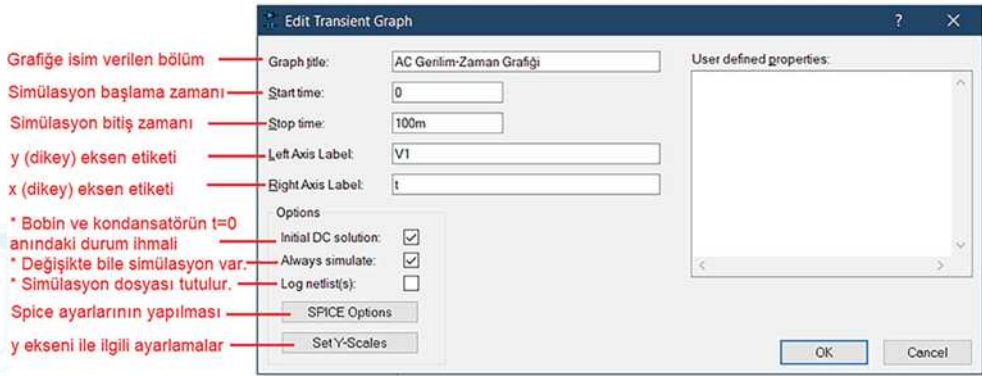 Edit Transient Graph ? ×
Grafiğe isim verilen bölüm
Graph title: AC Gerilim-Zaman Grafiği
User defined properties:
Simülasyon başlama zamanı
Start time: 0
Simülasyon bitiş zamanı
Stop time: 100m
y (dikey) eksen etiketi
Left Axis Label: V1
x (dikey) eksen etiketi
Right Axis Label: t
Options
* Bobin ve kondansatörün t=0
anındaki durum ihmali
Initial DC solution:
* Değişikte bile simülasyon var.
Always simulate:
* Simülasyon dosyası tutulur.
Log netlist(s):
Spice ayarlarının yapılması
SPICE Options
y ekseni ile ilgili ayarlamalar
Set Y-Scales
OK
Cancel